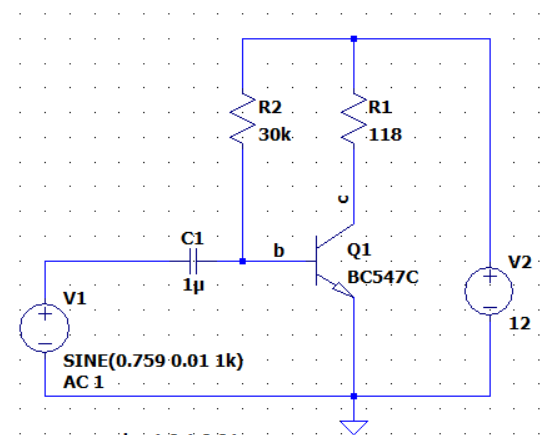 R2
30k
R1
118
c
C1
1µ
b
Q1
BC547C
V2
12
V1
SINE(0.759 0.01 1k)
AC 1